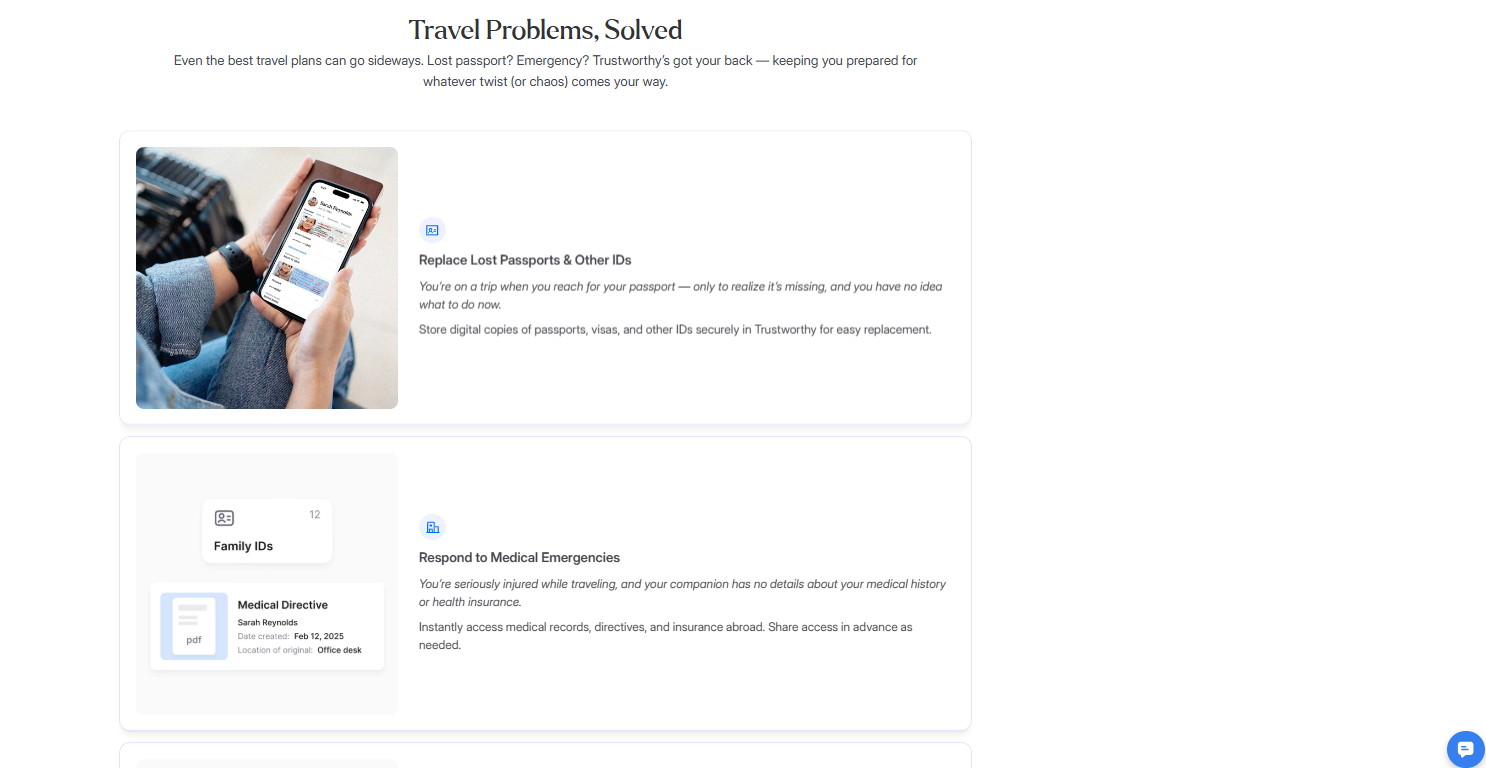 Travel Problems, Solved
Even the best travel plans can go sideways. Lost passport? Emergency? Trustworthy’s got your back — keeping you prepared for
whatever twist (or chaos) comes your way.
Sarah Reynolds
Replace Lost Passports & Other IDs
You’re on a trip when you reach for your passport — only to realize it’s missing, and you have no idea
what to do now.
Store digital copies of passports, visas, and other IDs securely in Trustworthy for easy replacement.
12
Family IDs
pdf
Medical Directive
Sarah Reynolds
Date created: Feb 12, 2025
Location of original: Office desk
Respond to Medical Emergencies
You’re seriously injured while traveling, and your companion has no details about your medical history
or health insurance.
Instantly access medical records, directives, and insurance abroad. Share access in advance as
needed.